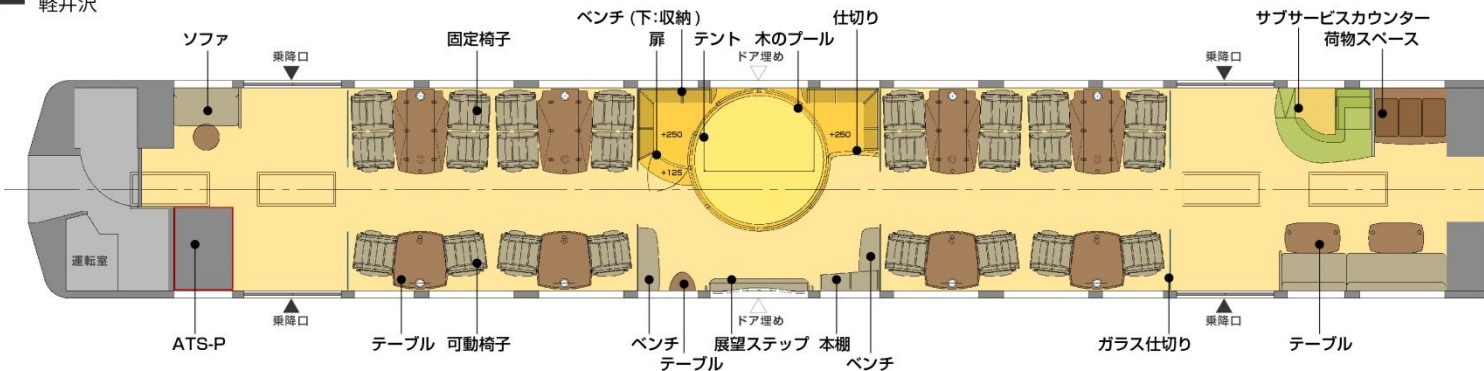 軽井沢
ベンチ (下:収納)
仕切り
サブサービスカウンター
ソファ
固定椅子
扉
テント
木のプール
荷物スペース
乗降口
ドア埋め
乗降口
+250
+250
+125
運転室
乗降口
ドア埋め
乗降口
ATS-P
テーブル
可動椅子
ベンチ
展望ステップ
本棚
ガラス仕切り
テーブル
テーブル
ベンチ